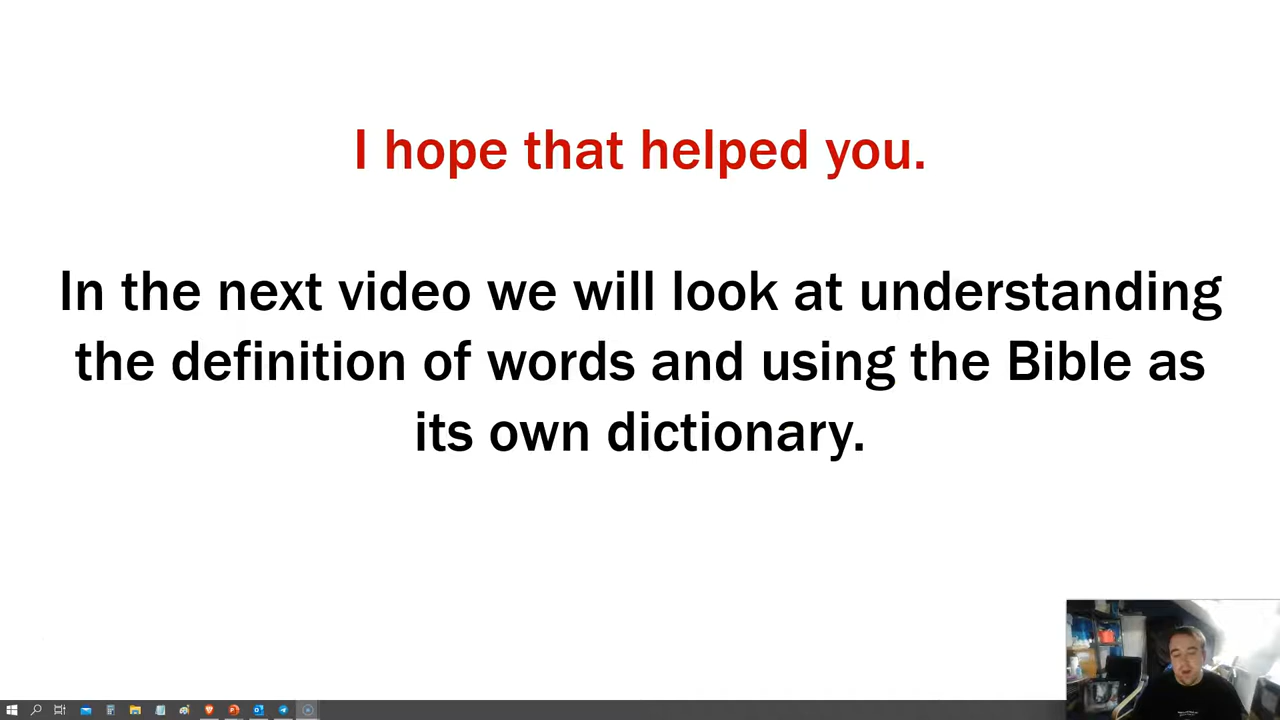 I hope that helped you.
In the next video we will look at understanding
the definition of words and using the Bible as
its own dictionary.